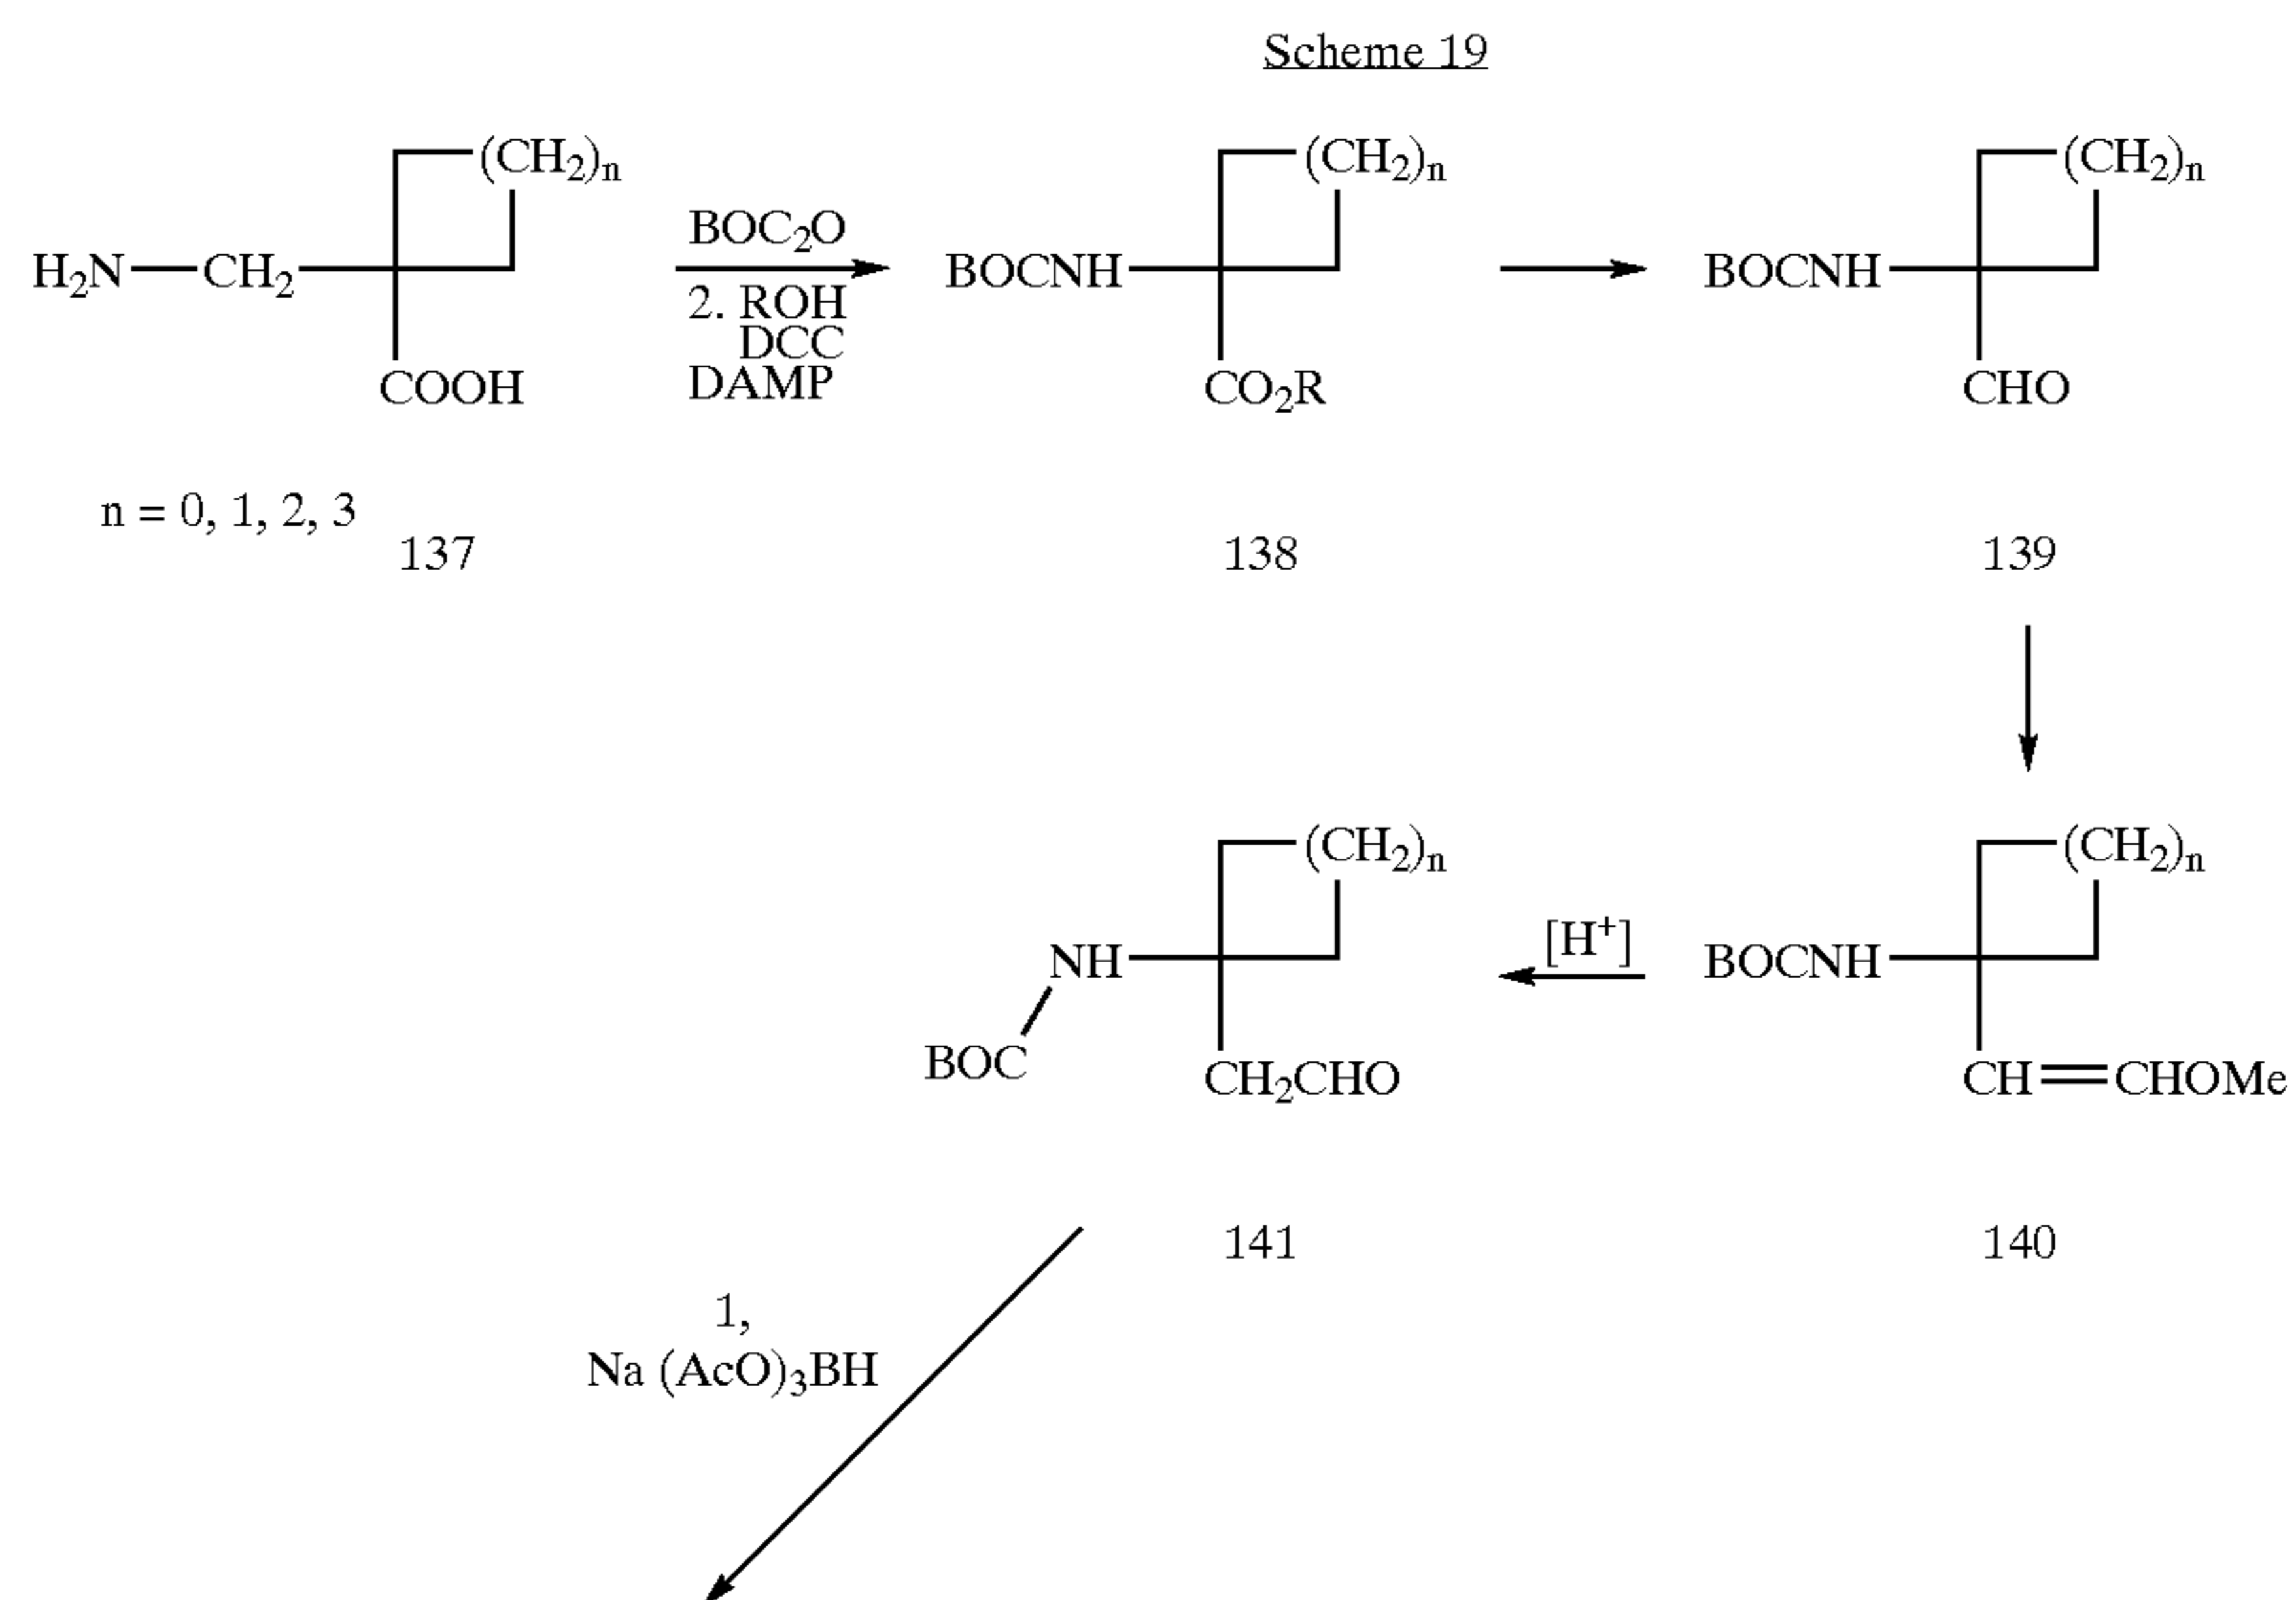 Scheme 19
(CH2)n
H2N—CH2
COOH
n = 0, 1, 2, 3
137
BOC2O
2. ROH
DCC
DAMP
(CH2)n
BOCNH
CO2R
138
(CH2)n
BOCNH
CHO
139
(CH2)n
BOCNH
CH=CHOMe
140
[H+]
(CH2)n
NH
BOC
CH2CHO
141
1,
Na (AcO)3BH